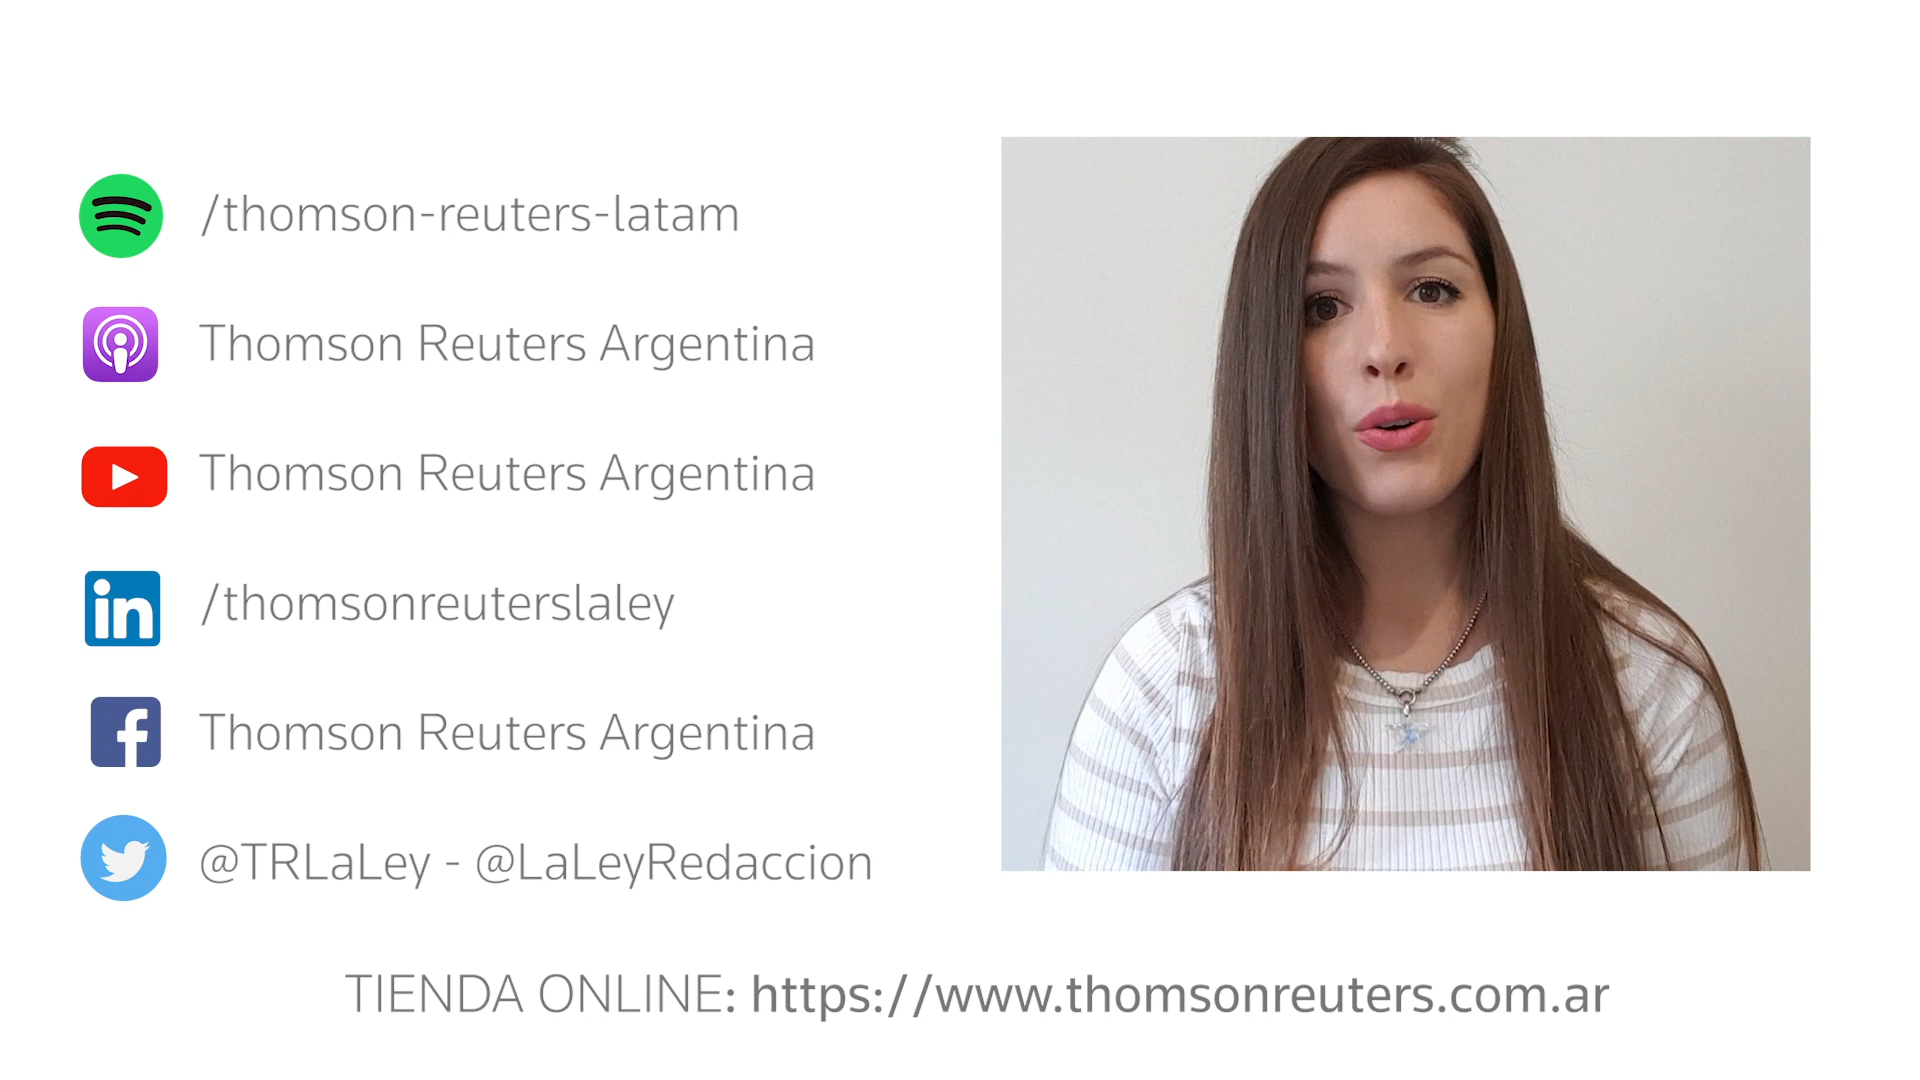 /thomson-reuters-latam
Thomson Reuters Argentina
Thomson Reuters Argentina
in /thomsonreuterslaley
f Thomson Reuters Argentina
@TRLaLey - @LaLeyRedaccion
TIENDA ONLINE: https://www.thomsonreuters.com.ar